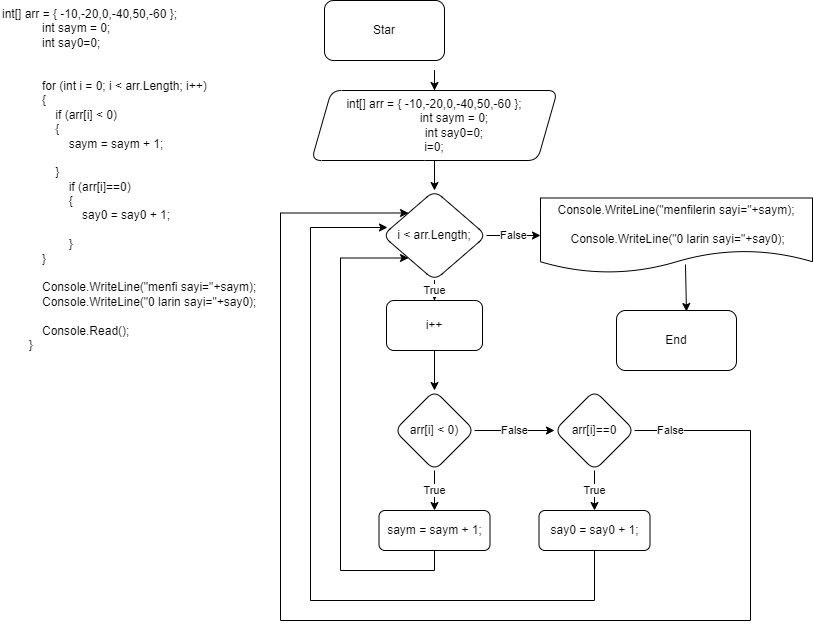 int[] arr = { -10,-20,0,-40,50,-60 };
int saym = 0;
int say0=0;
for (int i = 0; i < arr.Length; i++)
{
if (arr[i] < 0)
{
saym = saym + 1;
}
if (arr[i]==0)
{
say0 = say0 + 1;
}
}
Console.WriteLine("menfi sayi="+saym);
Console.WriteLine("0 larin sayi="+say0);
Console.Read();
}
Star
int[] arr = { -10,-20,0,-40,50,-60 };
int saym = 0;
int say0=0;
i=0;
i < arr.Length;
False
Console.WriteLine("menfilerin sayi="+saym);
Console.WriteLine("0 larin sayi="+say0);
True
i++
End
arr[i] < 0)
False
arr[i]==0
False
True
True
saym = saym + 1;
say0 = say0 + 1;